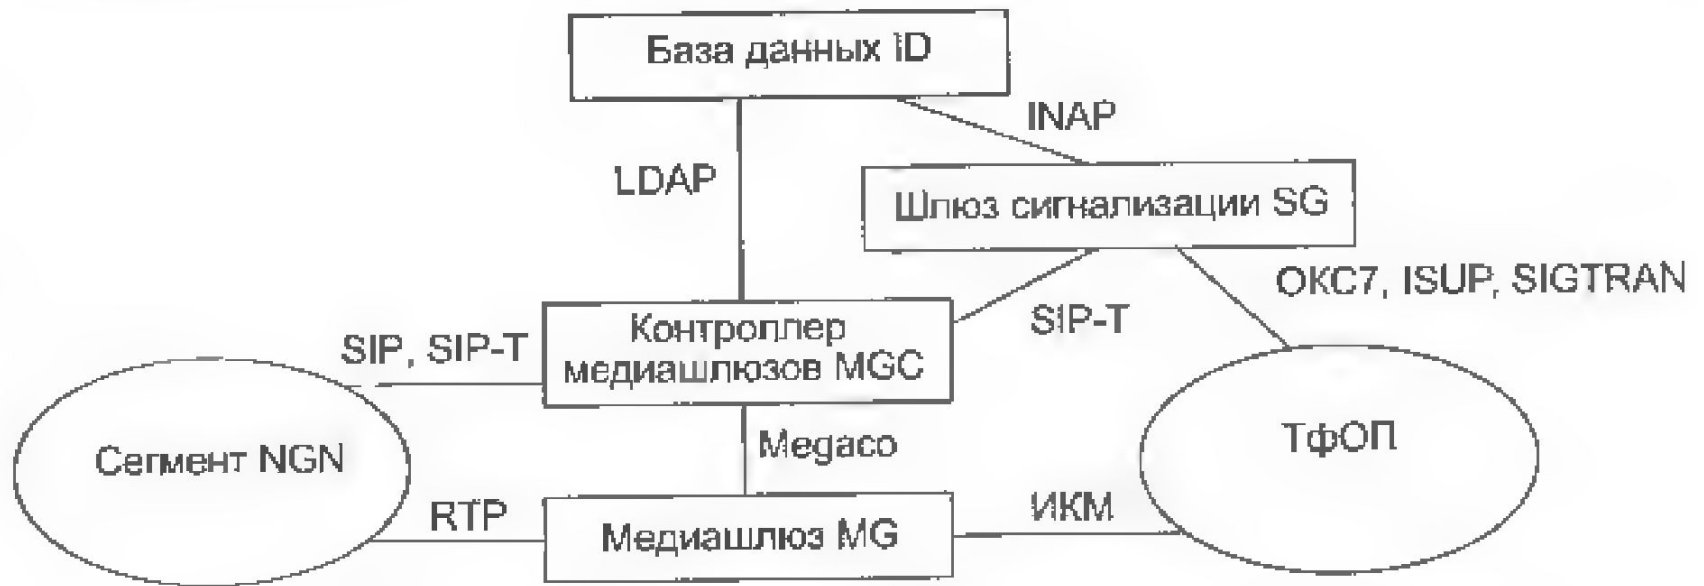 База данных ID
INAP
LDAP
Шлюз сигнализации SG
ОКС7, ISUP, SIGTRAN
SIP-T
Контроллер
медиашлюзов MGC
SIP, SIP-T
Сегмент NGN
Megaco
ТфОП
RTP
Медиашлюз MG
ИКМ